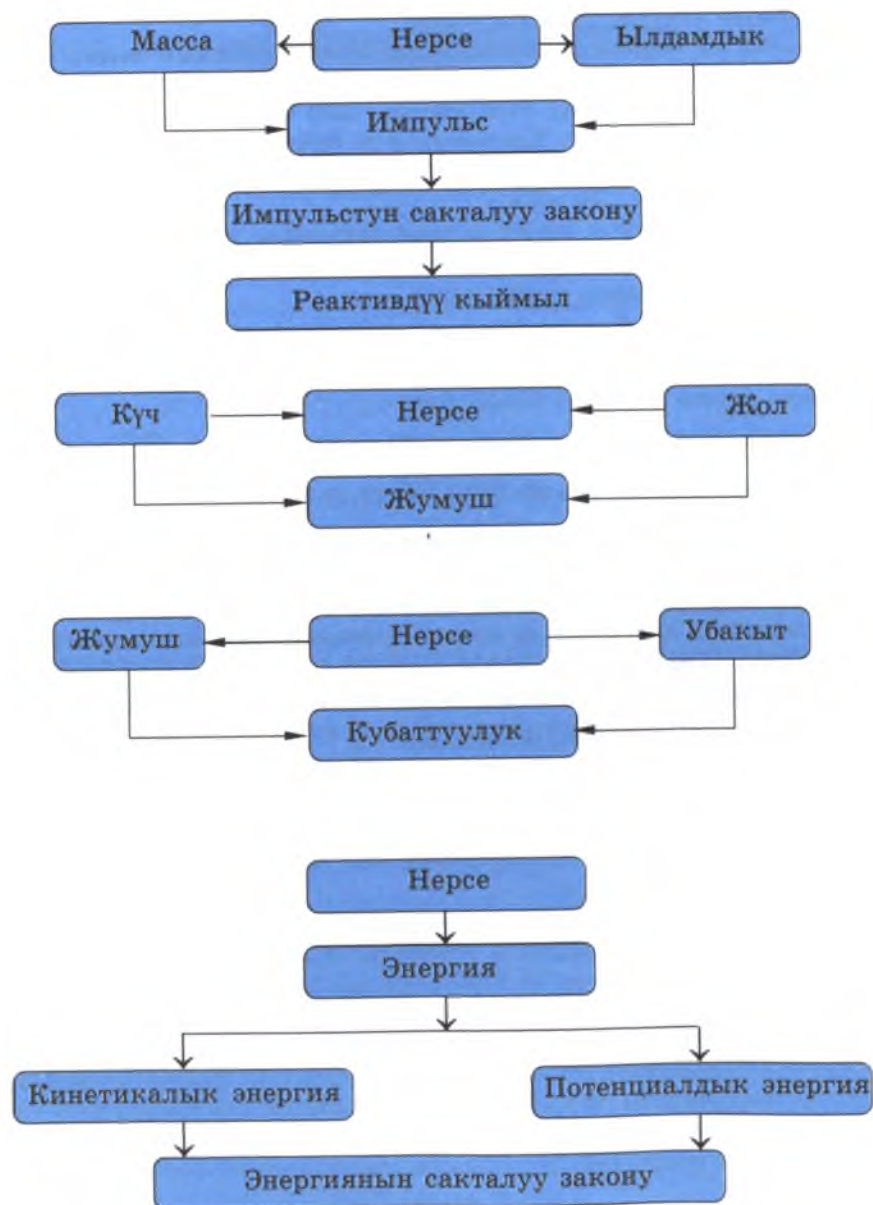 Масса
Нерсе
Ылдамдык
Импульс
Импульстун сакталуу закону
Реактивдүү кыймыл
Күч
Нерсе
Жол
Жумуш
Жумуш
Нерсе
Убакыт
Кубаттуулук
Нерсе
Энергия
Кинетикалык энергия
Потенциалдык энергия
Энергиянын сакталуу закону